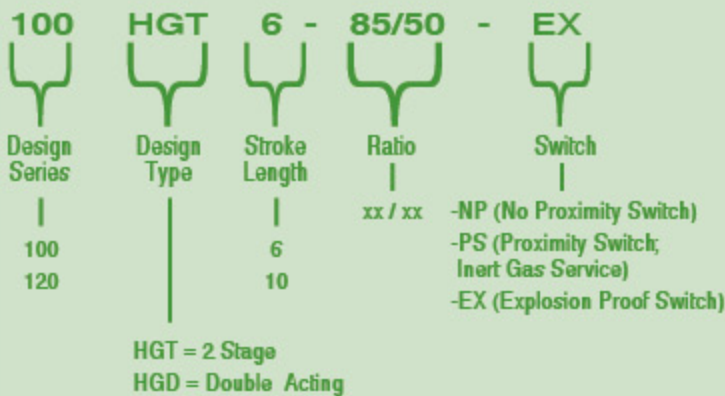 100 HGT 6 - 85/50 - EX
Design Series
Design Type
Stroke Length
Ratio
Switch
100
120
6
10
xx / xx
-NP (No Proximity Switch)
-PS (Proximity Switch;
Inert Gas Service)
-EX (Explosion Proof Switch)
HGT = 2 Stage
HGD = Double Acting